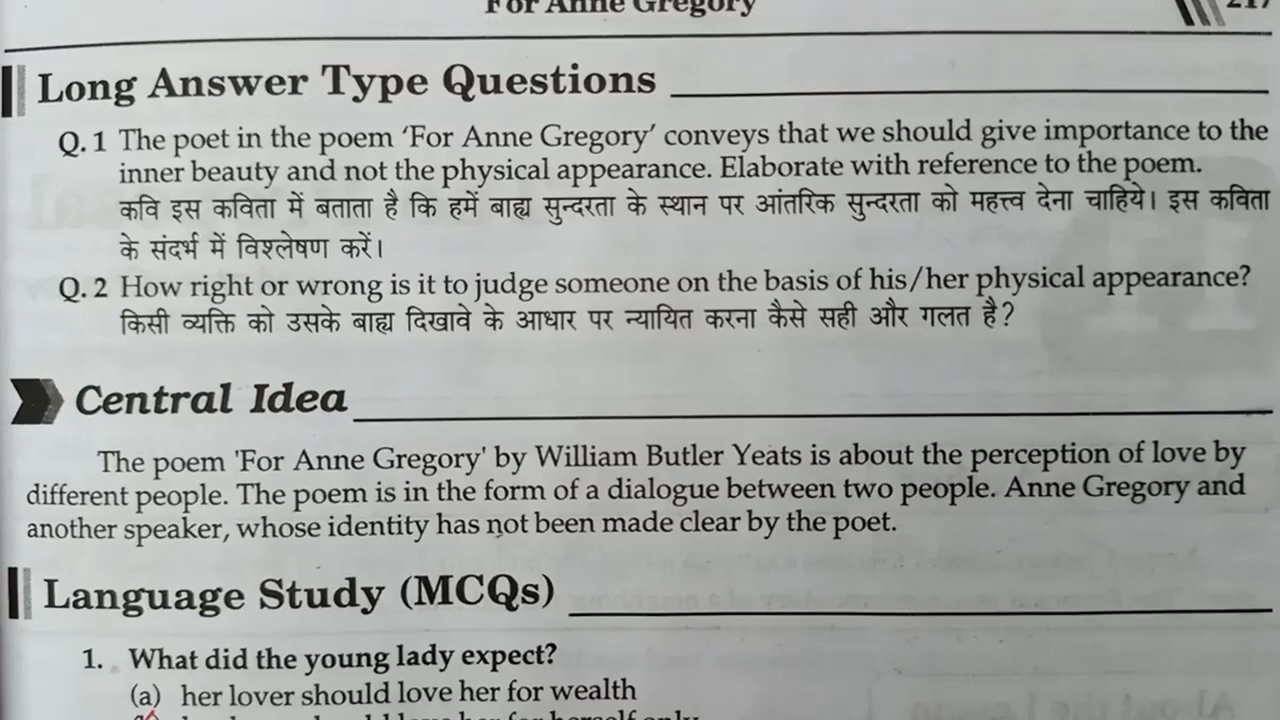 For Anne Gregory 217
Long Answer Type Questions
Q. 1 The poet in the poem ‘For Anne Gregory’ conveys that we should give importance to the
inner beauty and not the physical appearance. Elaborate with reference to the poem.
कवि इस कविता में बताता है कि हमें बाह्य सुन्दरता के स्थान पर आंतरिक सुन्दरता को महत्त्व देना चाहिये। इस कविता
के संदर्भ में विश्लेषण करें।
Q. 2 How right or wrong is it to judge someone on the basis of his/her physical appearance?
किसी व्यक्ति को उसके बाह्य दिखावे के आधार पर न्यायित करना कैसे सही और गलत है?
Central Idea
The poem 'For Anne Gregory' by William Butler Yeats is about the perception of love by
different people. The poem is in the form of a dialogue between two people. Anne Gregory and
another speaker, whose identity has not been made clear by the poet.
Language Study (MCQs)
1. What did the young lady expect?
(a) her lover should love her for wealth
her for herself only